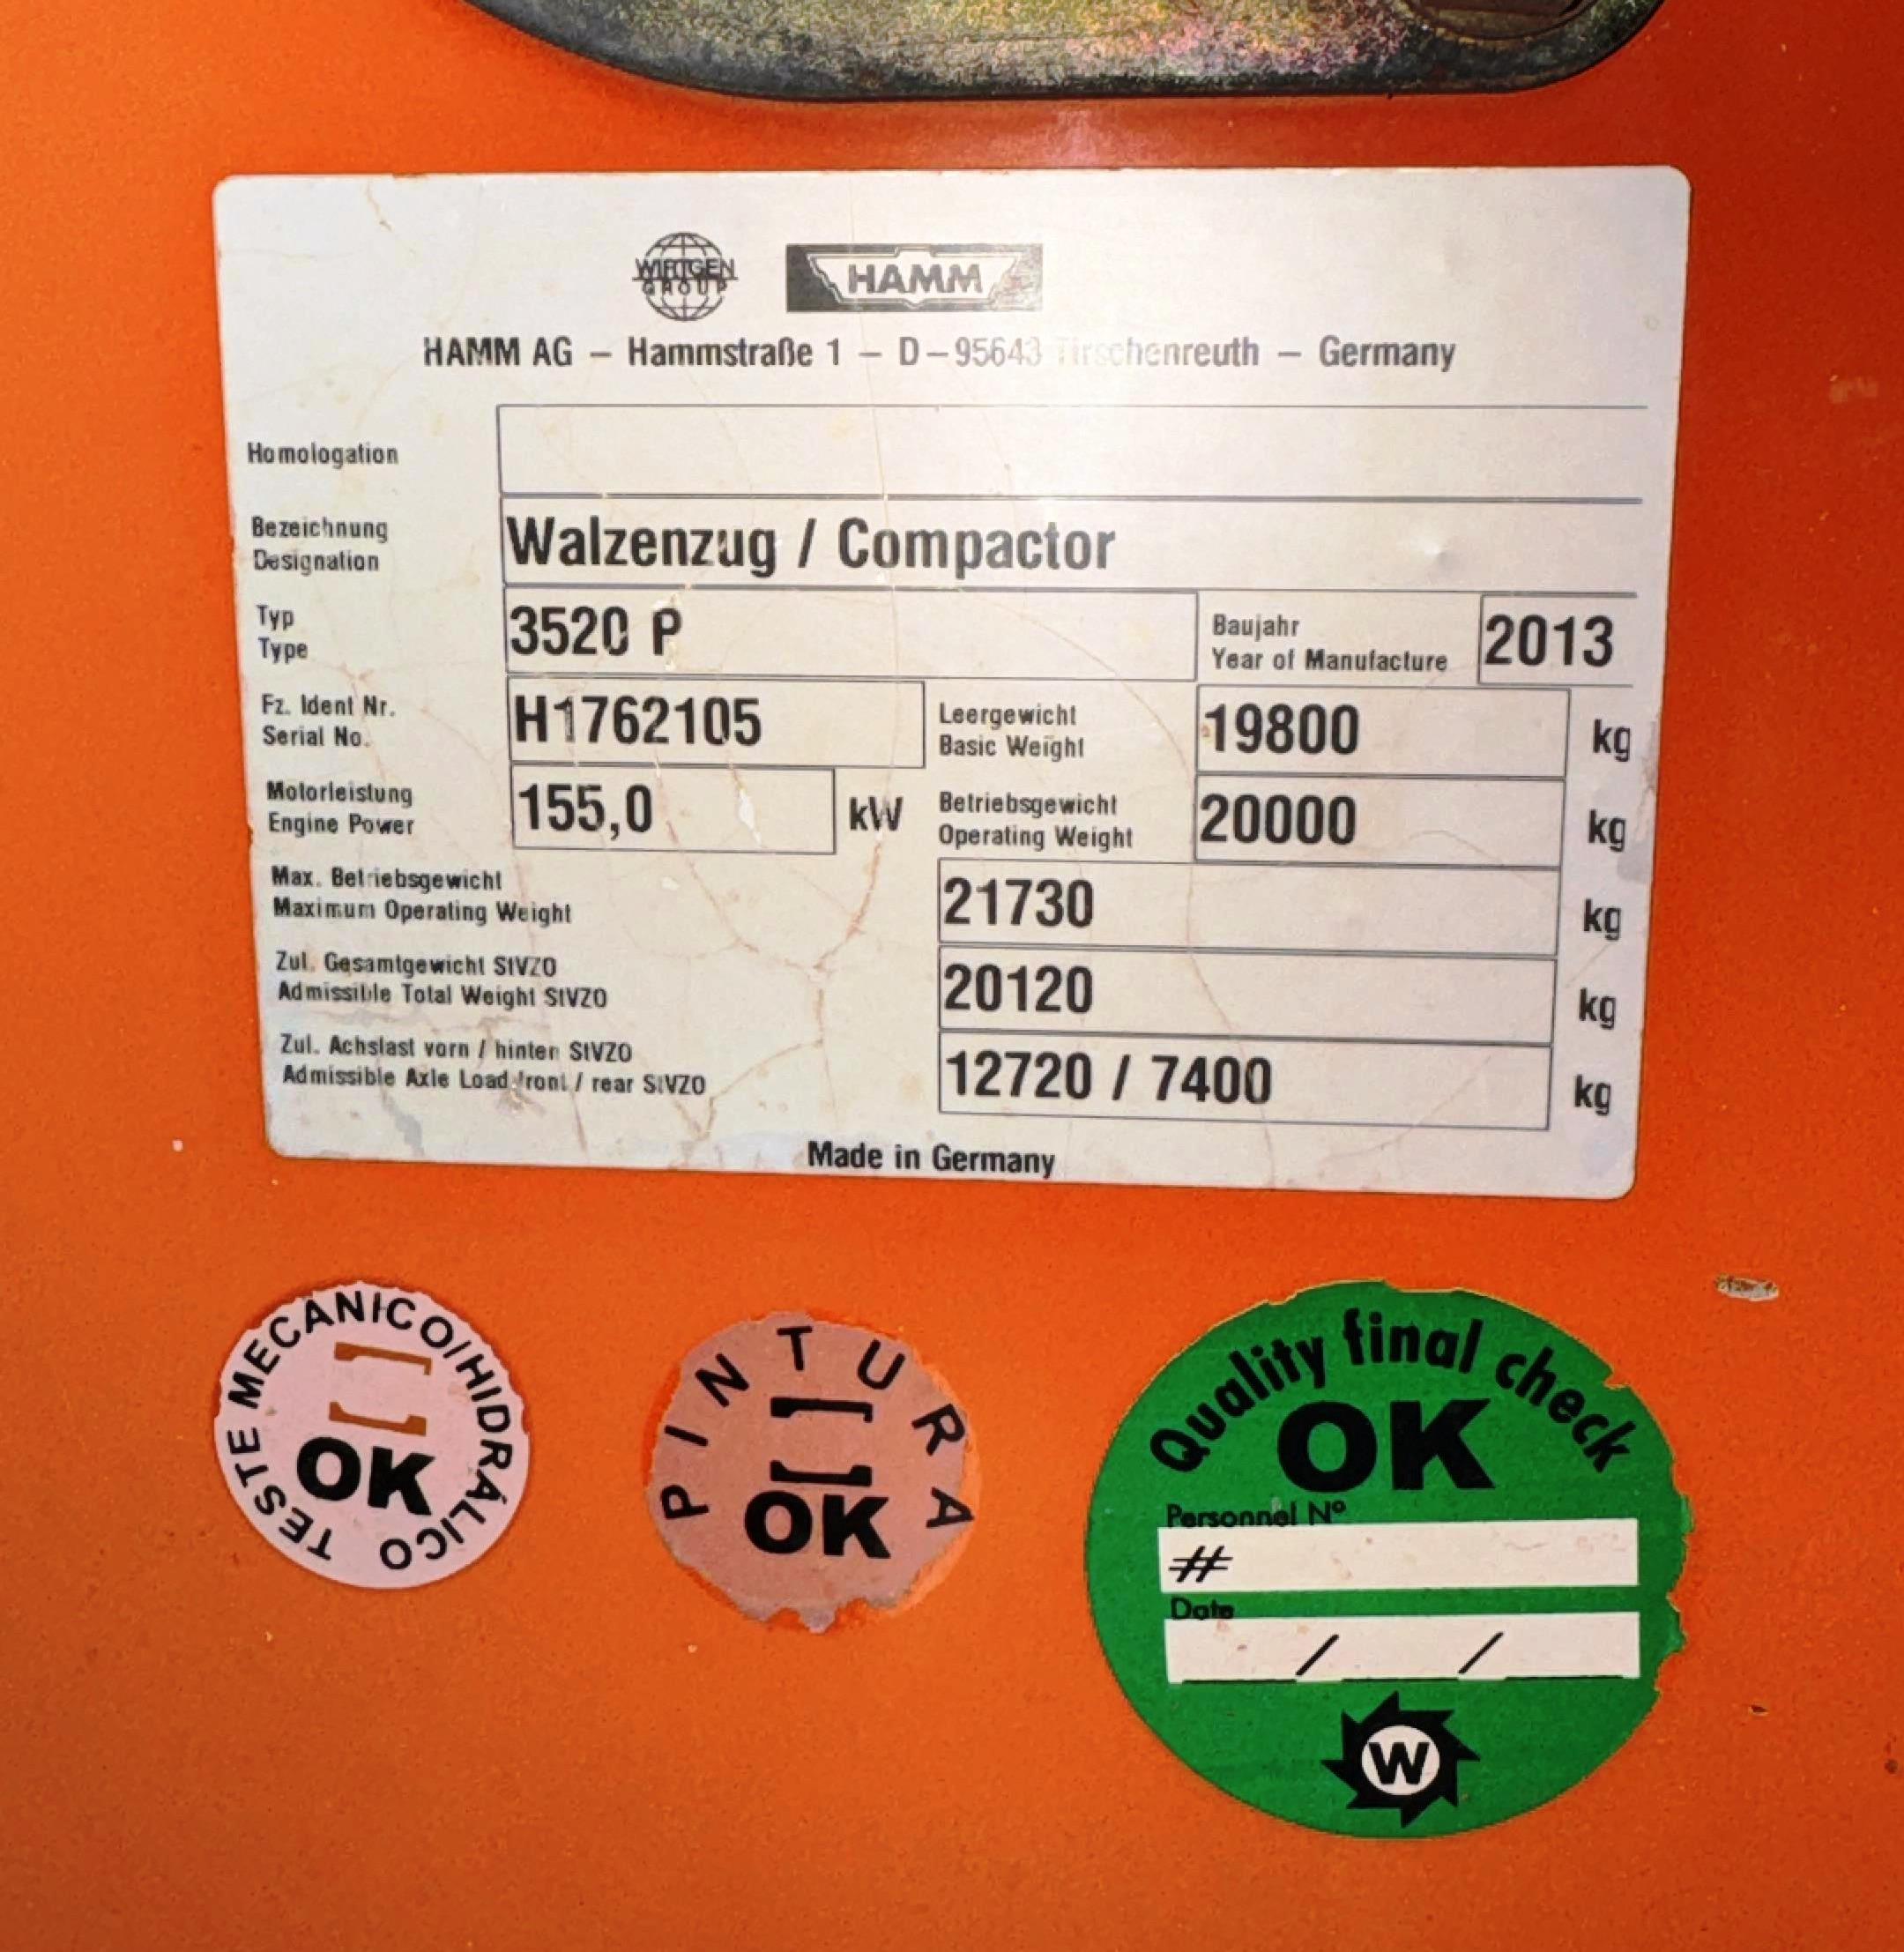 WIRTGEN
GROUP
HAMM
HAMM AG – Hammstraße 1 – D–95643 Tirschenreuth – Germany
Homologation
Bezeichnung
Designation
Walzenzug / Compactor
Typ
Type
3520 P
Baujahr
Year of Manufacture
2013
Fz. Ident Nr.
Serial No.
H1762105
Leergewicht
Basic Weight
19800
kg
Motorleistung
Engine Power
155,0
kW
Betriebsgewicht
Operating Weight
20000
kg
Max. Betriebsgewicht
Maximum Operating Weight
21730
kg
Zul. Gesamtgewicht StVZO
Admissible Total Weight StVZO
20120
kg
Zul. Achslast vorn / hinten StVZO
Admissible Axle Load front / rear StVZO
12720 / 7400
kg
Made in Germany
TESTE MECANICO/HIDRÁLICO
[ [
OK
PINTURA
[ [
OK
Quality final check
OK
Personnel Nº
#
Date
/ /
W